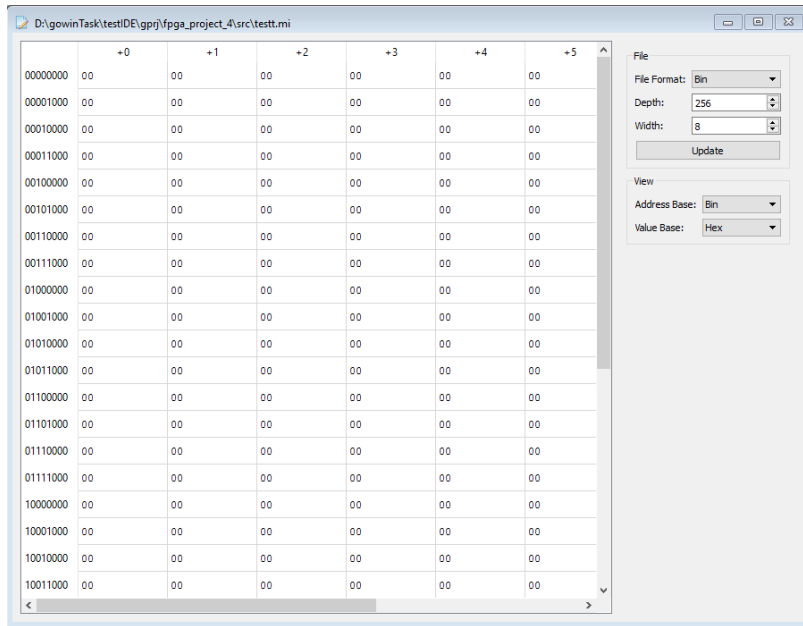 D:\gowinTask\testIDE\gprj\fpga_project_4\src\testt.mi
+0 +1 +2 +3 +4 +5
00000000 00 00 00 00 00 00
00001000 00 00 00 00 00 00
00010000 00 00 00 00 00 00
00011000 00 00 00 00 00 00
00100000 00 00 00 00 00 00
00101000 00 00 00 00 00 00
00110000 00 00 00 00 00 00
00111000 00 00 00 00 00 00
01000000 00 00 00 00 00 00
01001000 00 00 00 00 00 00
01010000 00 00 00 00 00 00
01011000 00 00 00 00 00 00
01100000 00 00 00 00 00 00
01101000 00 00 00 00 00 00
01110000 00 00 00 00 00 00
01111000 00 00 00 00 00 00
10000000 00 00 00 00 00 00
10001000 00 00 00 00 00 00
10010000 00 00 00 00 00 00
10011000 00 00 00 00 00 00
File
File Format: Bin
Depth: 256
Width: 8
Update
View
Address Base: Bin
Value Base: Hex